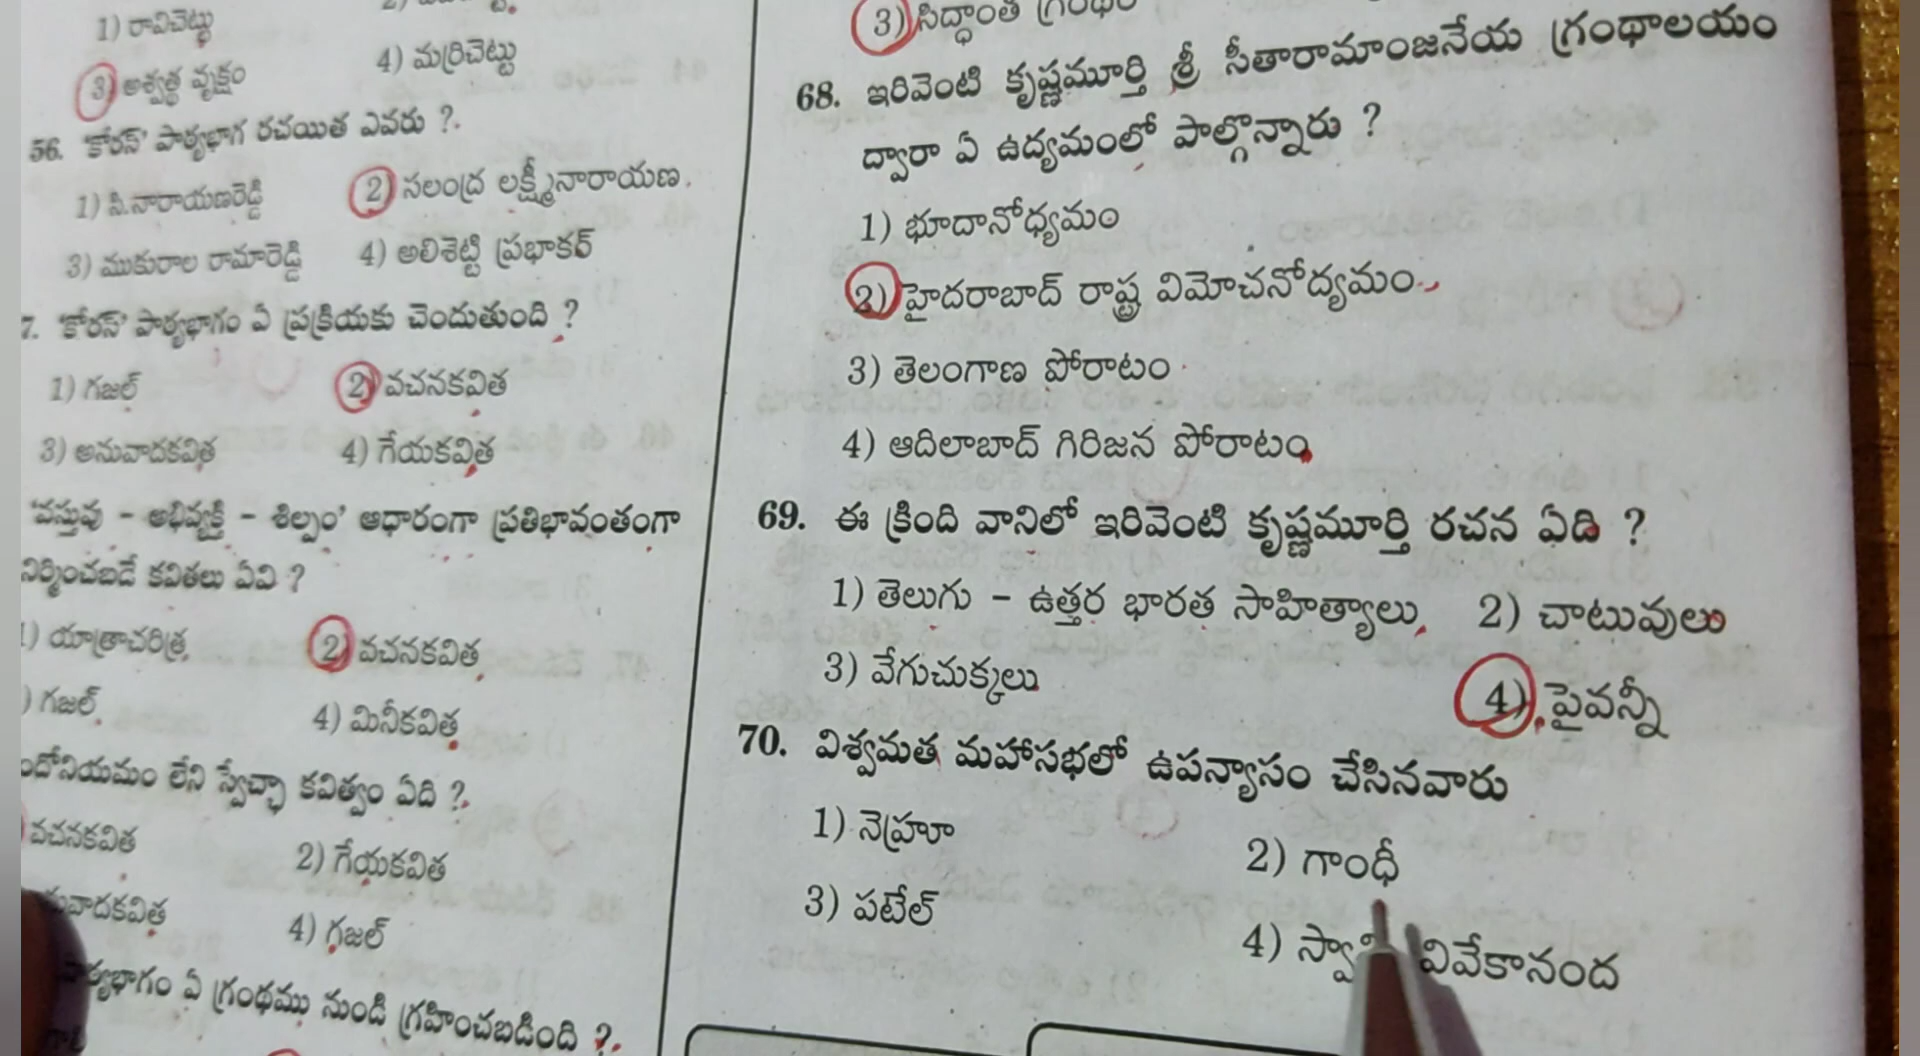 1) రావిచెట్టు
3) అశ్వత్థ వృక్షం 4) మర్రిచెట్టు
56. 'కోరస్' పాఠ్యభాగ రచయిత ఎవరు ?
1) సి.నారాయణరెడ్డి 2) సలంద్ర లక్ష్మీనారాయణ
3) ముకురాల రామారెడ్డి 4) అలిశెట్టి ప్రభాకర్
7. 'కోరస్' పాఠ్యభాగం ఏ ప్రక్రియకు చెందుతుంది ?
1) గజల్ 2) వచనకవిత
3) అనువాదకవిత 4) గేయకవిత
'వస్తువు - అభివ్యక్తి - శిల్పం' ఆధారంగా ప్రతిభావంతంగా
నిర్మించబడే కవితలు ఏవి ?
1) యాత్రాచరిత్ర 2) వచనకవిత
) గజల్ 4) మినీకవిత
లేని స్వేచ్ఛా కవిత్వం ఏది ?
వచనకవిత 2) గేయకవిత
4) గజల్
ఏ గ్రంథము నుండి గ్రహించబడింది ?
3) సిద్ధాంత
68. ఇరివెంటి కృష్ణమూర్తి శ్రీ సీతారామాంజనేయ గ్రంథాలయం
ద్వారా ఏ ఉద్యమంలో పాల్గొన్నారు ?
1) భూదానోధ్యమం
2) హైదరాబాద్ రాష్ట్ర విమోచనోద్యమం
3) తెలంగాణ పోరాటం
4) ఆదిలాబాద్ గిరిజన పోరాటం
69. ఈ క్రింది వానిలో ఇరివెంటి కృష్ణమూర్తి రచన ఏది ?
1) తెలుగు - ఉత్తర భారత సాహిత్యాలు 2) చాటువులు
3) వేగుచుక్కలు 4) పైవన్నీ
70. విశ్వమత మహాసభలో ఉపన్యాసం చేసినవారు
1) నెహ్రూ 2) గాంధీ
3) పటేల్ 4) వివేకానంద